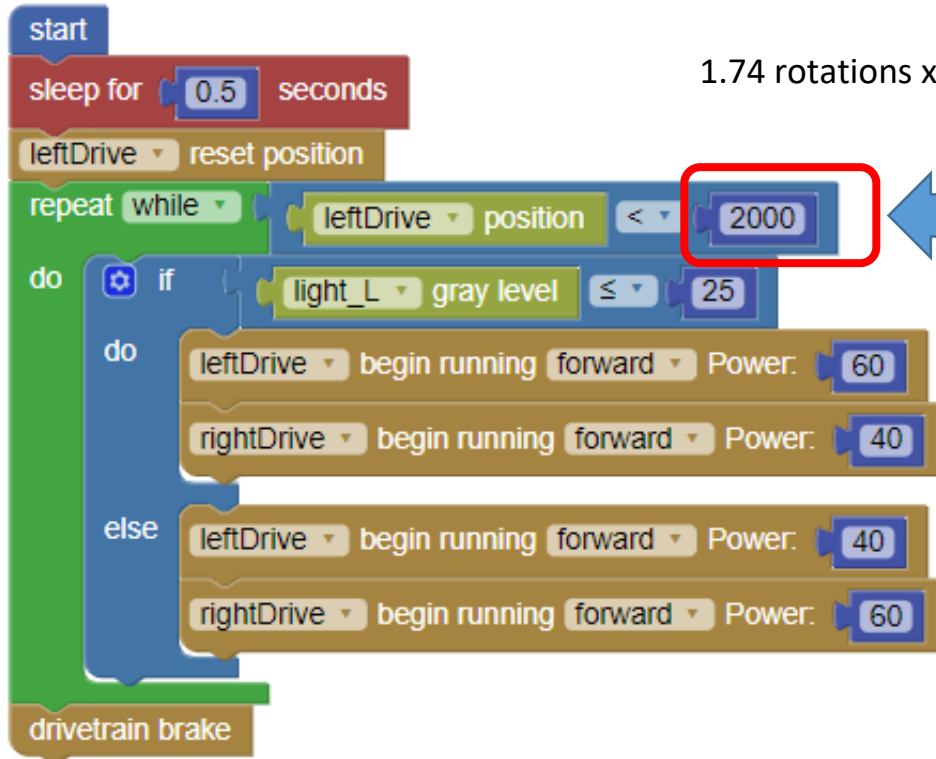 start
sleep for 0.5 seconds
1.74 rotations x
leftDrive reset position
repeat while leftDrive position < 2000
do if light_L gray level ≤ 25
do leftDrive begin running forward Power: 60
rightDrive begin running forward Power: 40
else leftDrive begin running forward Power: 40
rightDrive begin running forward Power: 60
drivetrain brake